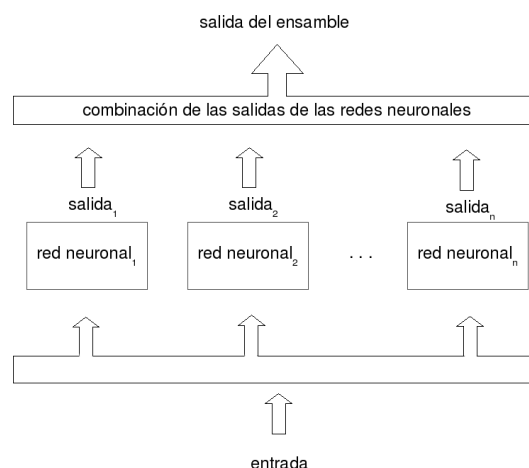 salida del ensamble
combinación de las salidas de las redes neuronales
salida₁ salida₂ salidaₙ
red neuronal₁ red neuronal₂ . . . red neuronalₙ
entrada